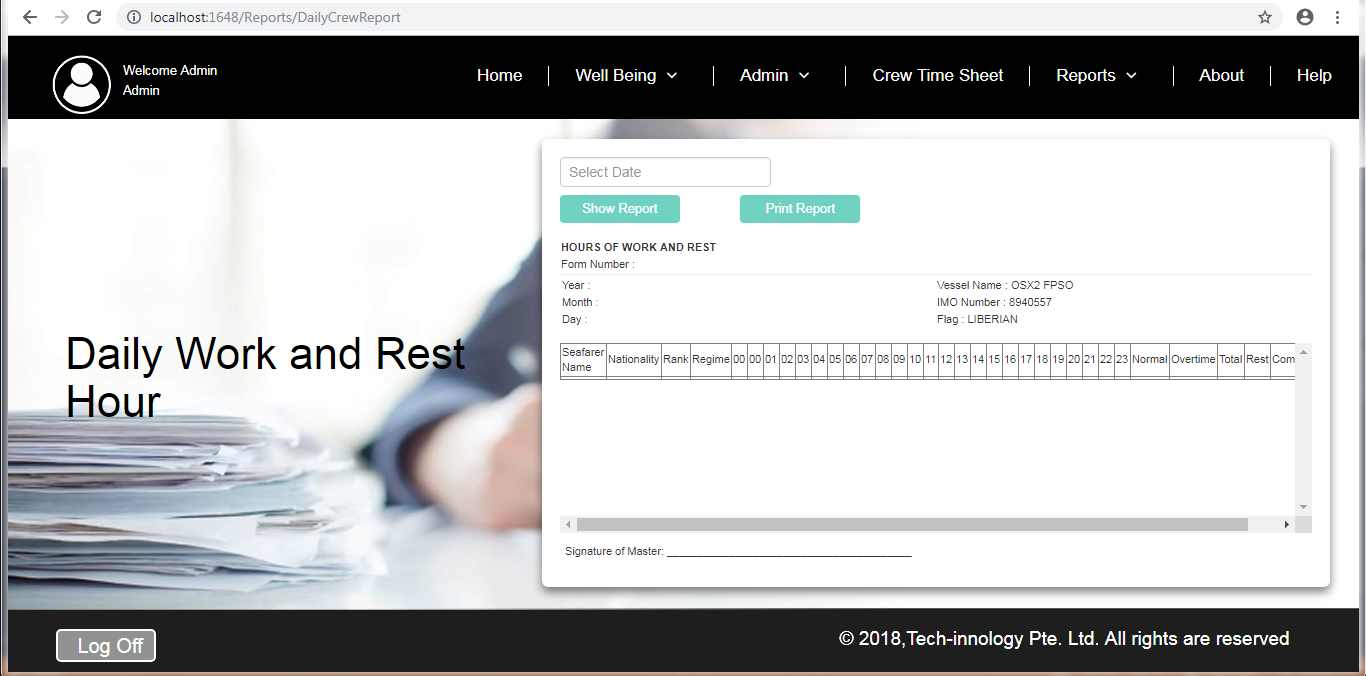 localhost:1648/Reports/DailyCrewReport
Welcome Admin
Admin
Home Well Being Admin Crew Time Sheet Reports About Help
Select Date
Show Report Print Report
HOURS OF WORK AND REST
Form Number :
Year : Vessel Name : OSX2 FPSO
Month : IMO Number : 8940557
Day : Flag : LIBERIAN
Daily Work and Rest
Hour
Seafarer
Name Nationality Rank Regime 00 00 01 02 03 04 05 06 07 08 09 10 11 12 13 14 15 16 17 18 19 20 21 22 23 Normal Overtime Total Rest Com
Signature of Master: ________________________________________
Log Off
© 2018,Tech-innology Pte. Ltd. All rights are reserved